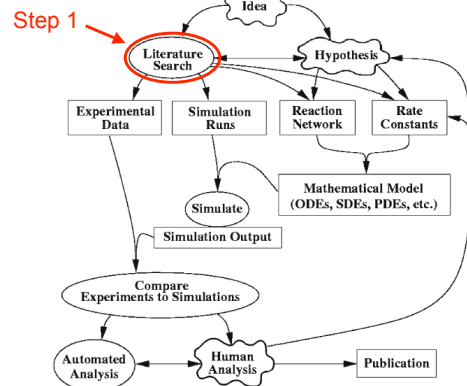 Idea
Step 1
Literature
Search
Hypothesis
Experimental
Data
Simulation
Runs
Reaction
Network
Rate
Constants
Mathematical Model
(ODEs, SDEs, PDEs, etc.)
Simulate
Simulation Output
Compare
Experiments to Simulations
Automated
Analysis
Human
Analysis
Publication